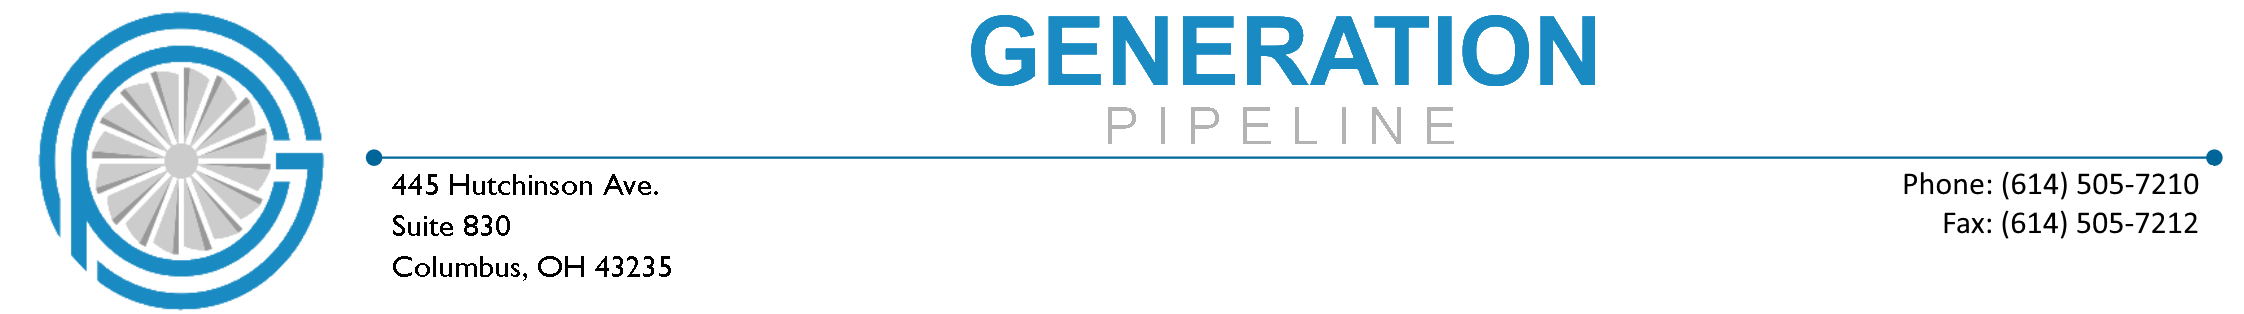 GENERATION
PIPELINE
445 Hutchinson Ave.
Suite 830
Columbus, OH 43235
Phone: (614) 505-7210
Fax: (614) 505-7212